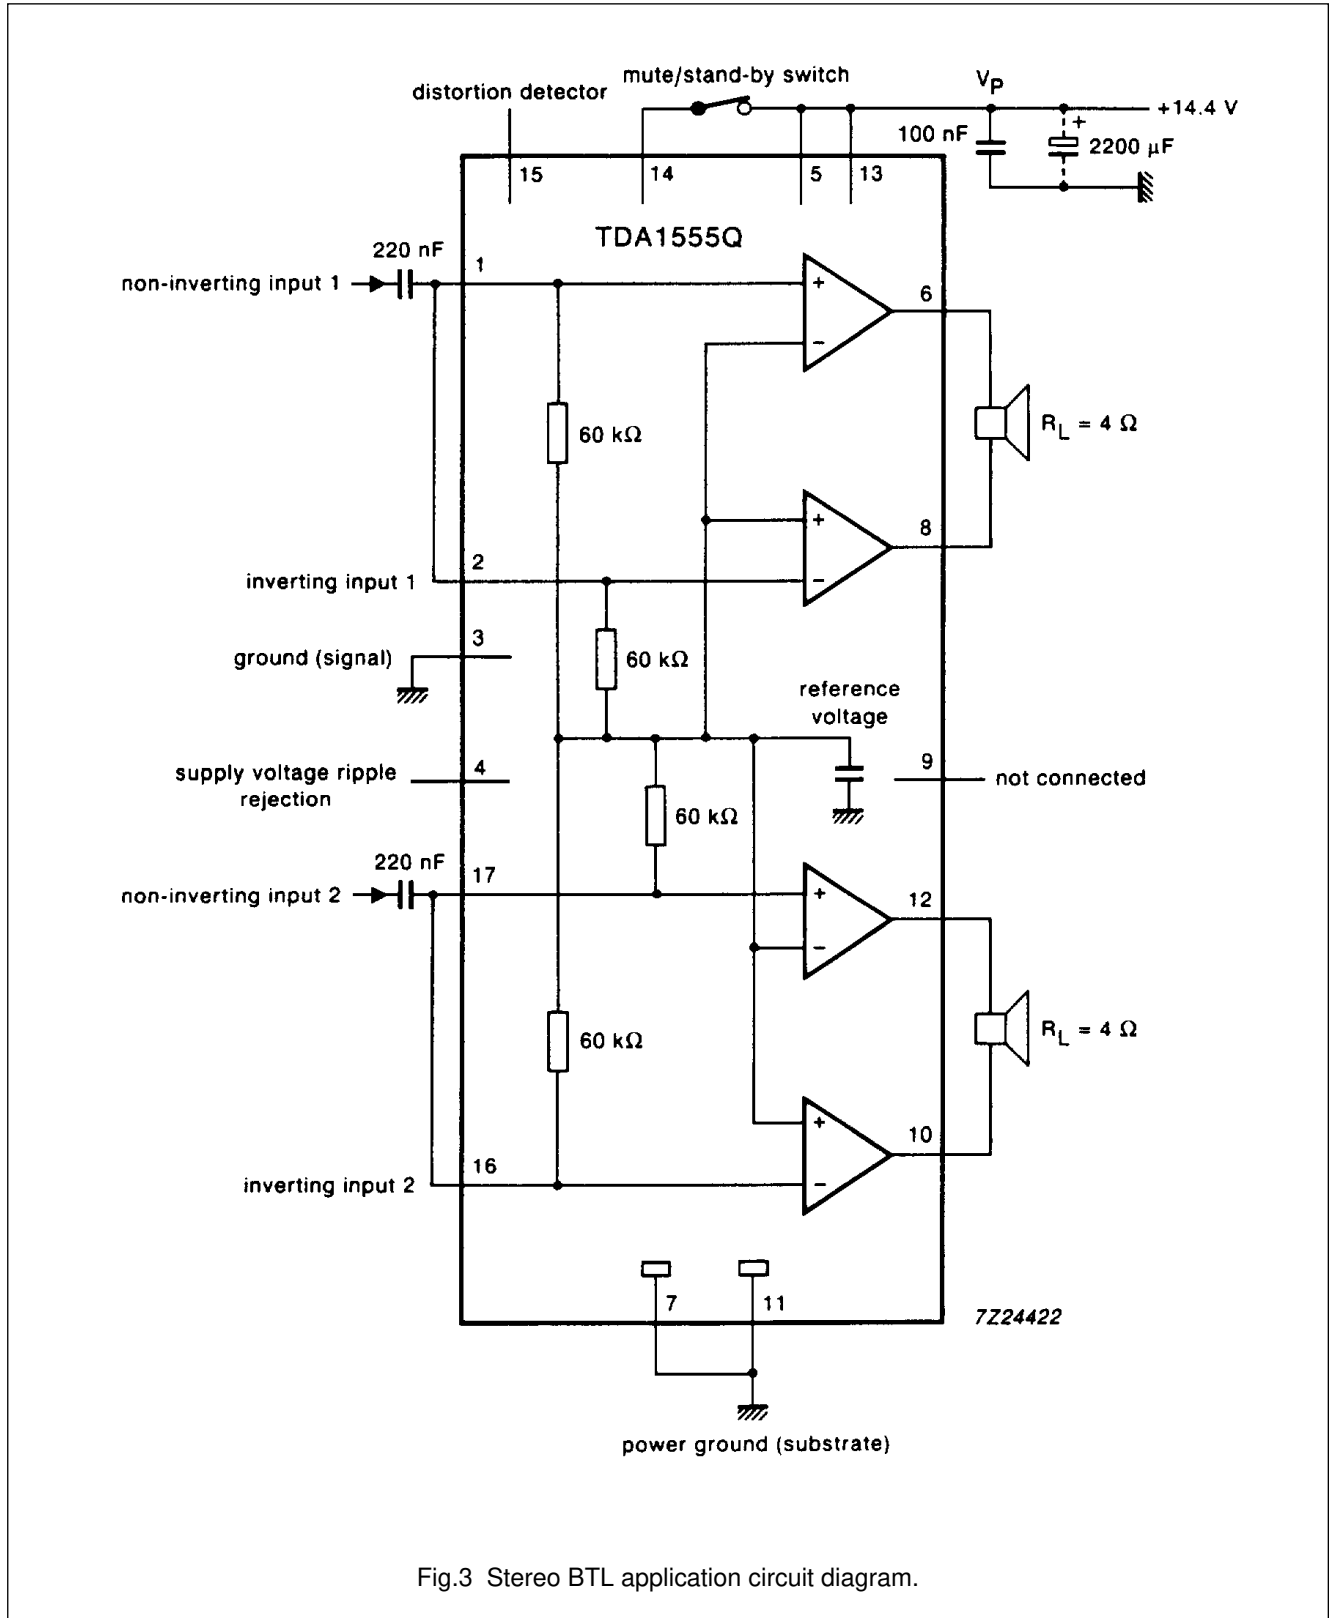 mute/stand-by switch
distortion detector
VP
+14.4 V
100 nF
+
2200 µF
15
14
5
13
TDA1555Q
220 nF
1
non-inverting input 1
+
6
−
60 kΩ
RL = 4 Ω
+
8
2
inverting input 1
−
3
ground (signal)
60 kΩ
reference
voltage
supply voltage ripple
rejection
4
9
not connected
60 kΩ
220 nF
17
non-inverting input 2
+
12
−
60 kΩ
RL = 4 Ω
+
10
16
inverting input 2
−
7
11
7Z24422
power ground (substrate)
Fig.3 Stereo BTL application circuit diagram.